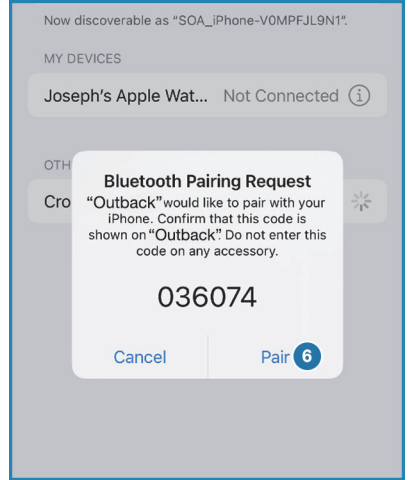 Now discoverable as “SOA_iPhone-V0MPFJL9N1”.
MY DEVICES
Joseph’s Apple Wat... Not Connected
OTH
Cro
Bluetooth Pairing Request
“Outback” would like to pair with your
iPhone. Confirm that this code is
shown on “Outback”. Do not enter this
code on any accessory.
036074
Cancel Pair 6